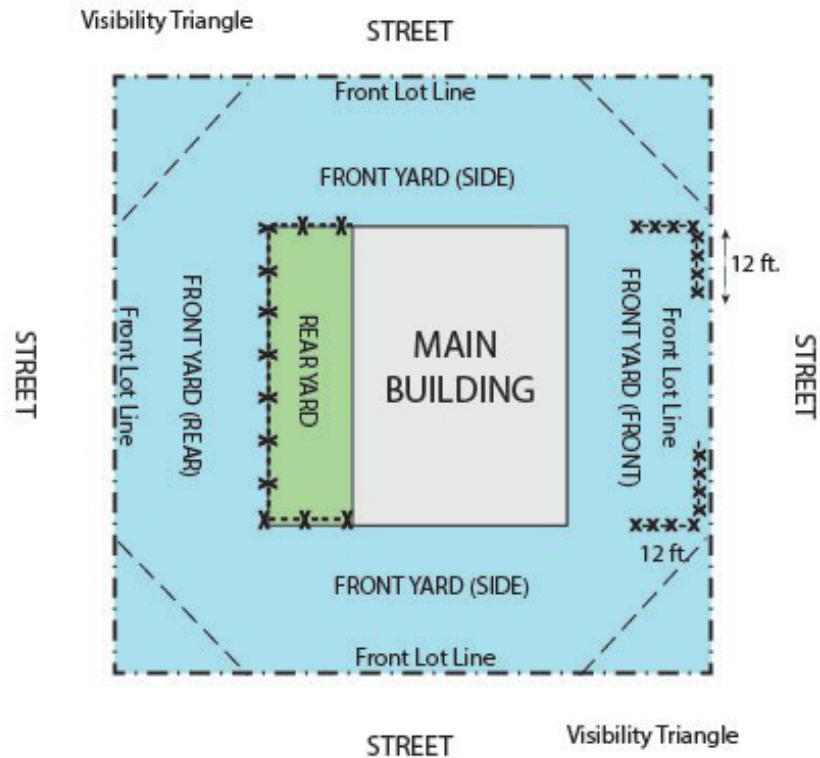 Visibility Triangle
STREET
Front Lot Line
FRONT YARD (SIDE)
12 ft.
STREET
Front Lot Line
FRONT YARD (REAR)
REAR YARD
MAIN
BUILDING
FRONT YARD (FRONT)
Front Lot Line
STREET
12 ft.
FRONT YARD (SIDE)
Front Lot Line
STREET
Visibility Triangle